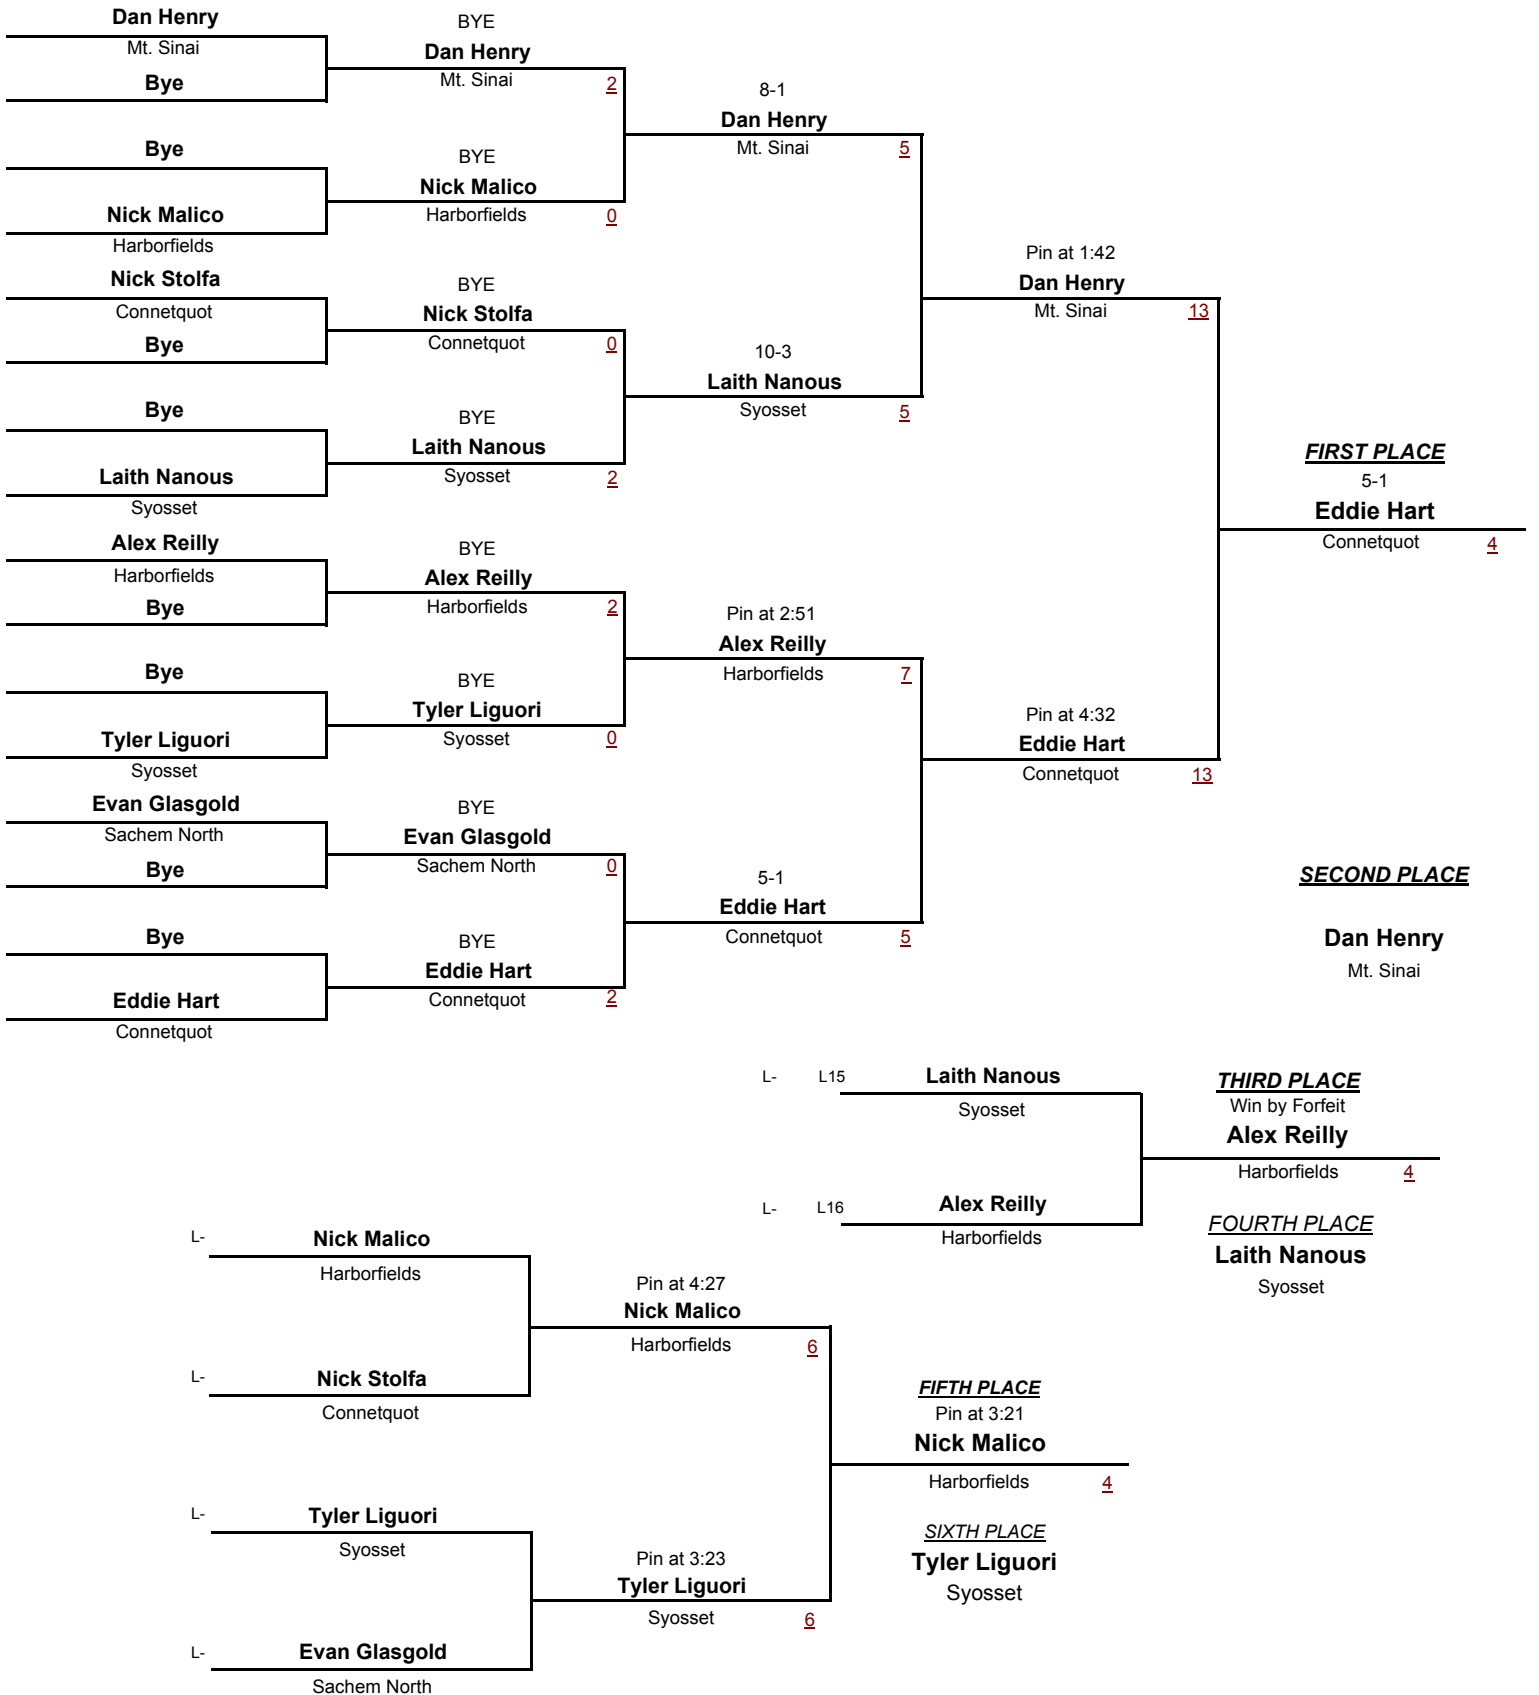 Dan Henry
Mt. Sinai
Bye
Bye
Nick Malico
Harborfields
Nick Stolfa
Connetquot
Bye
Bye
Laith Nanous
Syosset
Alex Reilly
Harborfields
Bye
Bye
Tyler Liguori
Syosset
Evan Glasgold
Sachem North
Bye
Bye
Eddie Hart
Connetquot
BYE
Dan Henry
Mt. Sinai 2
BYE
Nick Malico
Harborfields 0
BYE
Nick Stolfa
Connetquot 0
BYE
Laith Nanous
Syosset 2
BYE
Alex Reilly
Harborfields 2
BYE
Tyler Liguori
Syosset 0
BYE
Evan Glasgold
Sachem North 0
BYE
Eddie Hart
Connetquot 2
8-1
Dan Henry
Mt. Sinai 5
10-3
Laith Nanous
Syosset 5
Pin at 2:51
Alex Reilly
Harborfields 7
5-1
Eddie Hart
Connetquot 5
Pin at 1:42
Dan Henry
Mt. Sinai 13
Pin at 4:32
Eddie Hart
Connetquot 13
FIRST PLACE
5-1
Eddie Hart
Connetquot 4
SECOND PLACE
Dan Henry
Mt. Sinai
L- L15 Laith Nanous
Syosset
L- L16 Alex Reilly
Harborfields
THIRD PLACE
Win by Forfeit
Alex Reilly
Harborfields 4
FOURTH PLACE
Laith Nanous
Syosset
L- Nick Malico
Harborfields
L- Nick Stolfa
Connetquot
L- Tyler Liguori
Syosset
L- Evan Glasgold
Sachem North
Pin at 4:27
Nick Malico
Harborfields 6
Pin at 3:23
Tyler Liguori
Syosset 6
FIFTH PLACE
Pin at 3:21
Nick Malico
Harborfields 4
SIXTH PLACE
Tyler Liguori
Syosset